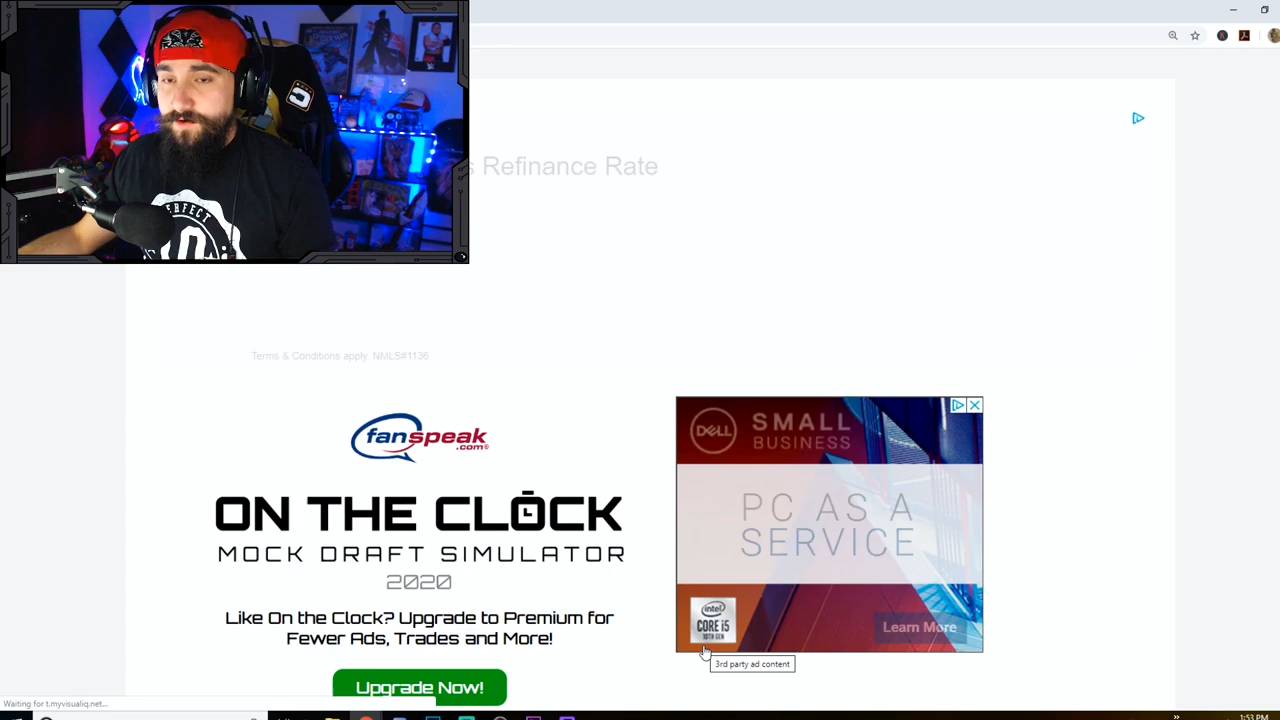 s Refinance Rate
Terms & Conditions apply. NMLS#1136
fanspeak
.com
ON THE CLOCK
MOCK DRAFT SIMULATOR
2020
Like On the Clock? Upgrade to Premium for
Fewer Ads, Trades and More!
Upgrade Now!
DELL
SMALL
BUSINESS
PC AS A
SERVICE
intel
CORE i5
10TH GEN
Learn More
3rd party ad content
Waiting for t.myvisualiq.net...
1:53 PM